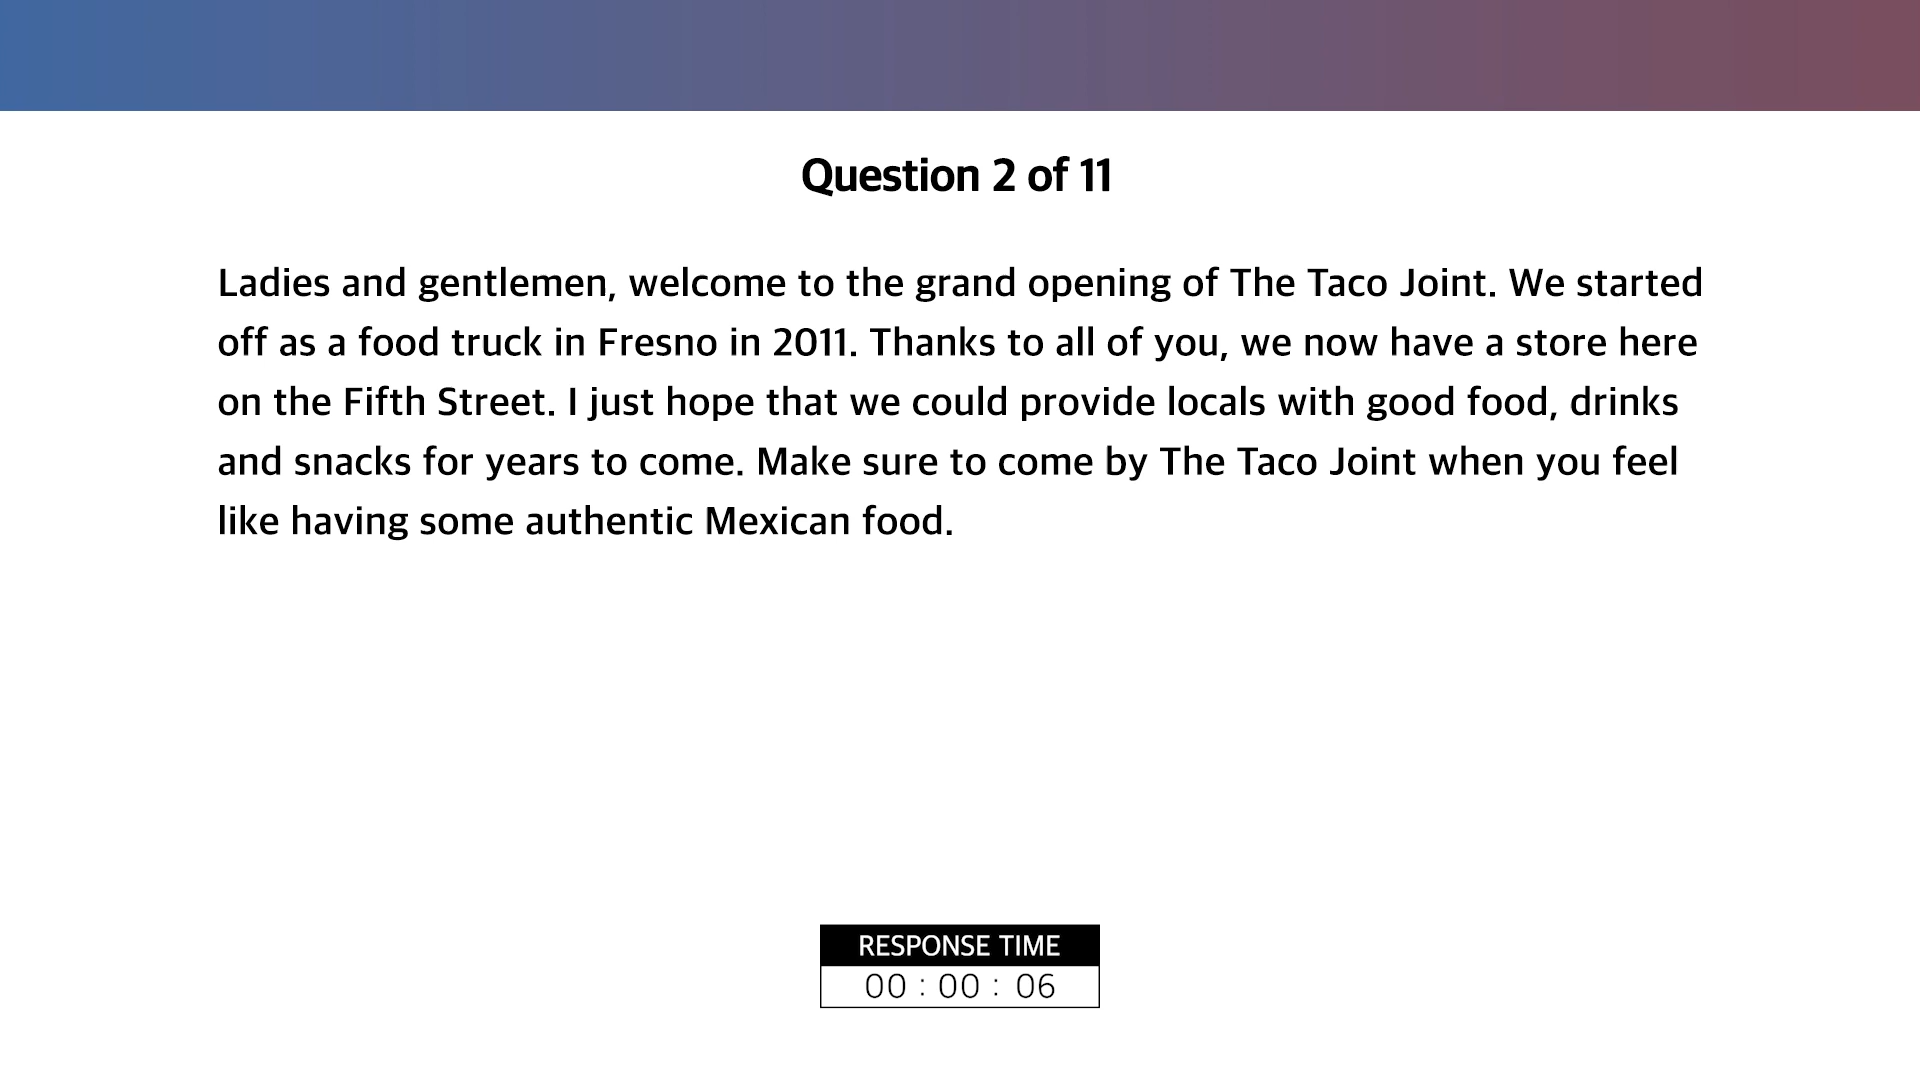 Question 2 of 11
Ladies and gentlemen, welcome to the grand opening of The Taco Joint. We started
off as a food truck in Fresno in 2011. Thanks to all of you, we now have a store here
on the Fifth Street. I just hope that we could provide locals with good food, drinks
and snacks for years to come. Make sure to come by The Taco Joint when you feel
like having some authentic Mexican food.
RESPONSE TIME
00 : 00 : 06